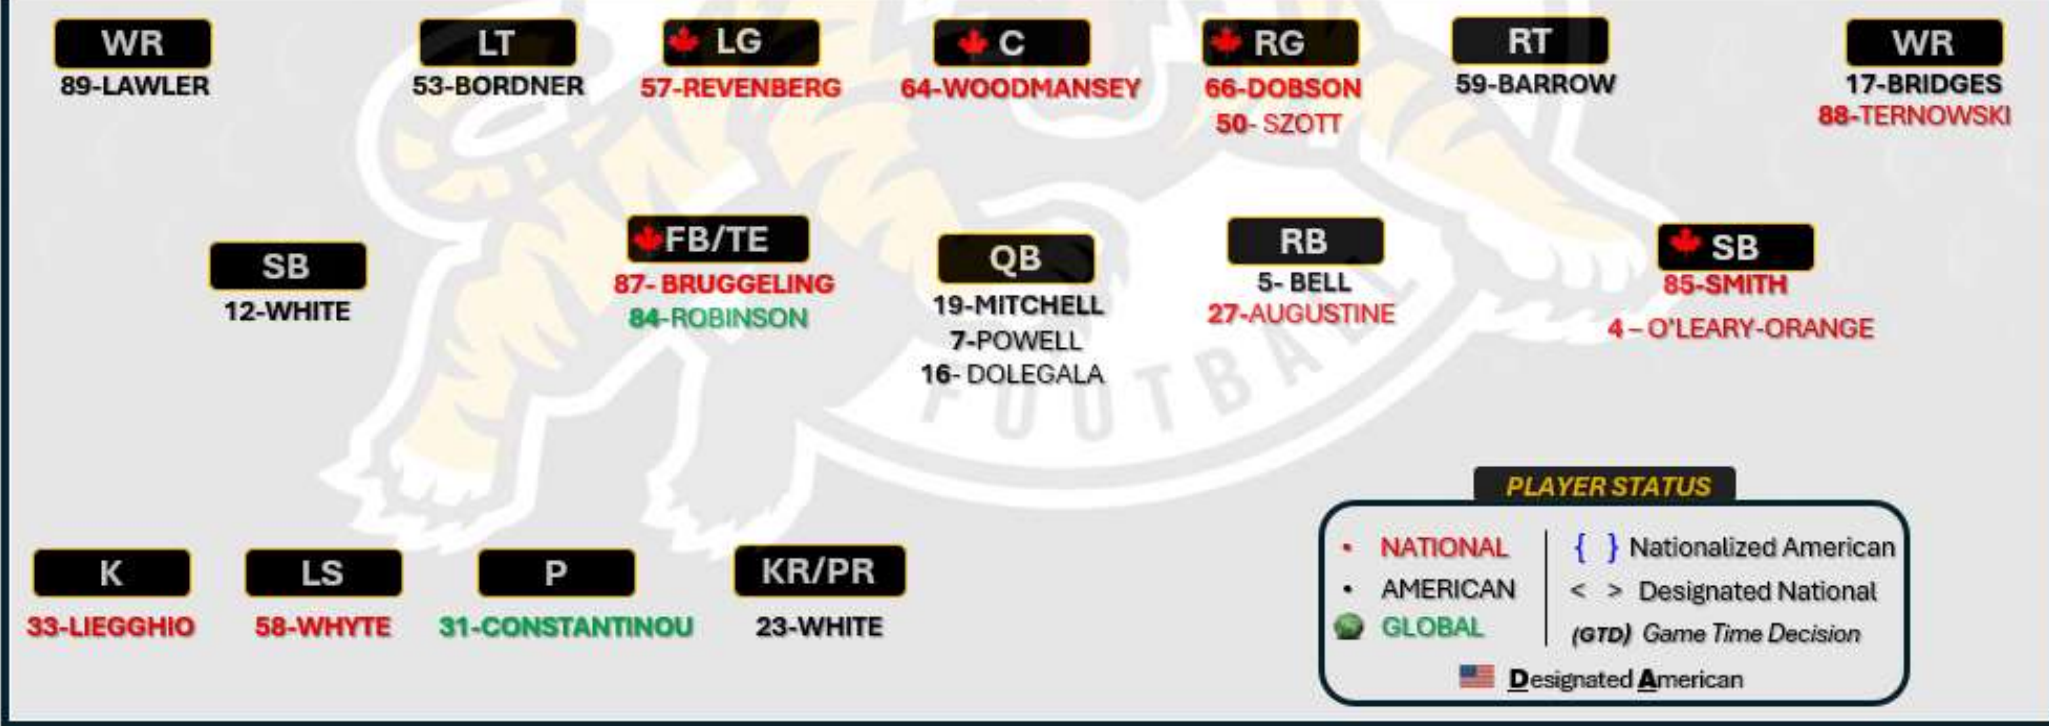 WR
89-LAWLER
LT
53-BORDNER
LG
57-REVENBERG
C
64-WOODMANSEY
RG
66-DOBSON
50- SZOTT
RT
59-BARROW
WR
17-BRIDGES
88-TERNOWSKI
SB
12-WHITE
FB/TE
87- BRUGGELING
84-ROBINSON
QB
19-MITCHELL
7-POWELL
16- DOLEGALA
RB
5- BELL
27-AUGUSTINE
SB
85-SMITH
4 – O'LEARY-ORANGE
FOOTBALL
K
33-LIEGGHIO
LS
58-WHYTE
P
31-CONSTANTINOU
KR/PR
23-WHITE
PLAYER STATUS
• NATIONAL
• AMERICAN
GLOBAL
{ } Nationalized American
< > Designated National
(GTD) Game Time Decision
Designated American